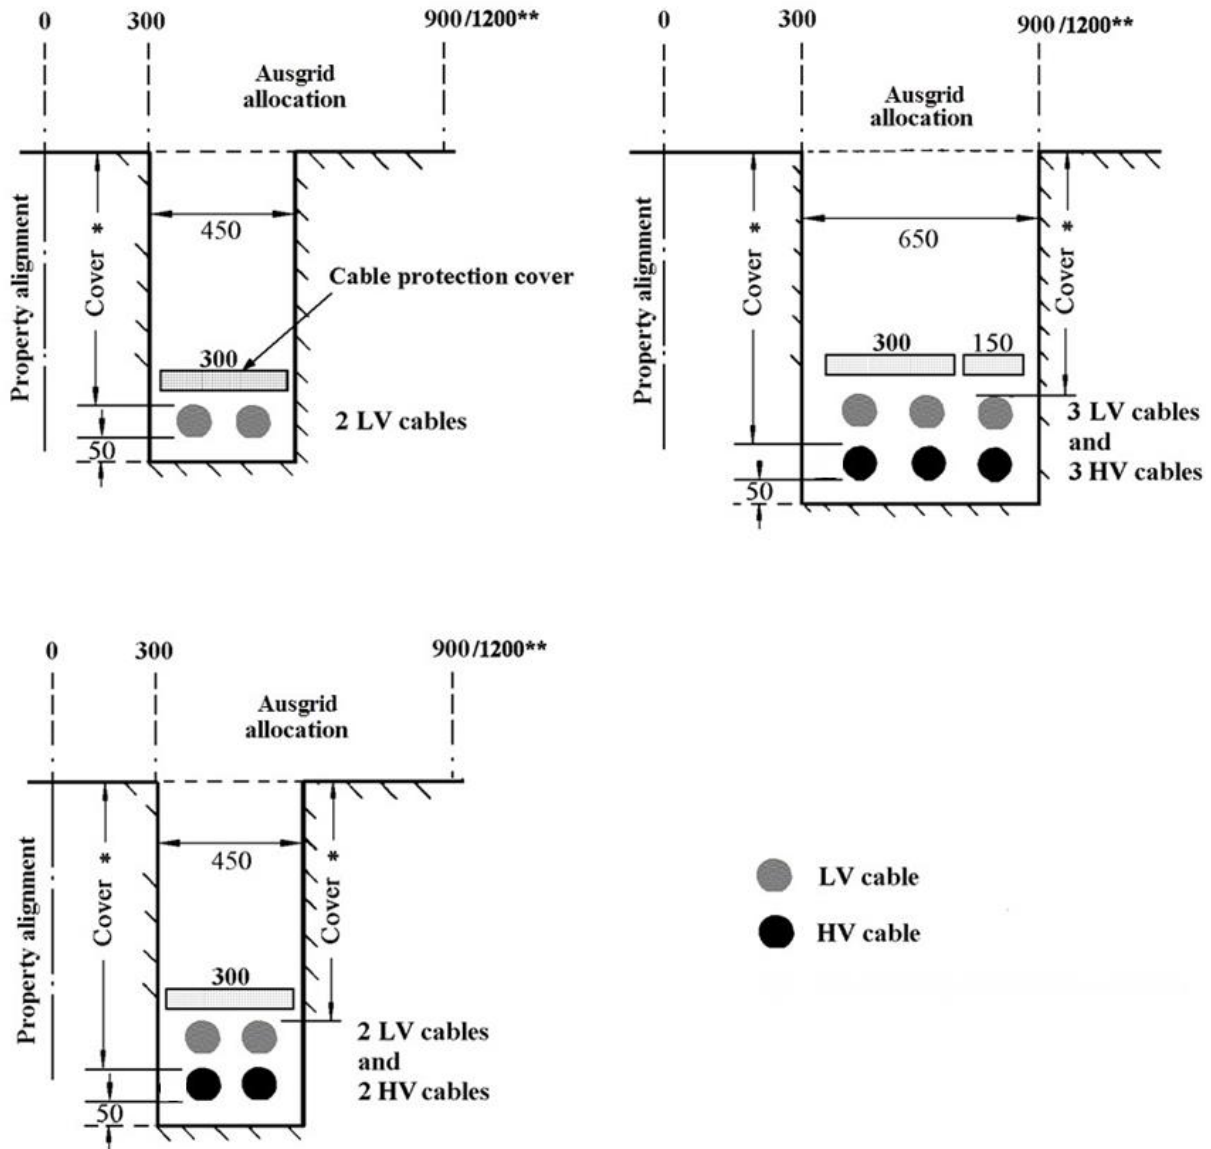 0 300 900/1200**
Ausgrid
allocation
Property alignment
Cover *
450
Cable protection cover
300
2 LV cables
50
0 300 900/1200**
Ausgrid
allocation
Property alignment
Cover *
Cover *
650
300 150
3 LV cables
and
3 HV cables
50
0 300 900/1200**
Ausgrid
allocation
Property alignment
Cover *
Cover *
450
300
2 LV cables
and
2 HV cables
50
LV cable
HV cable